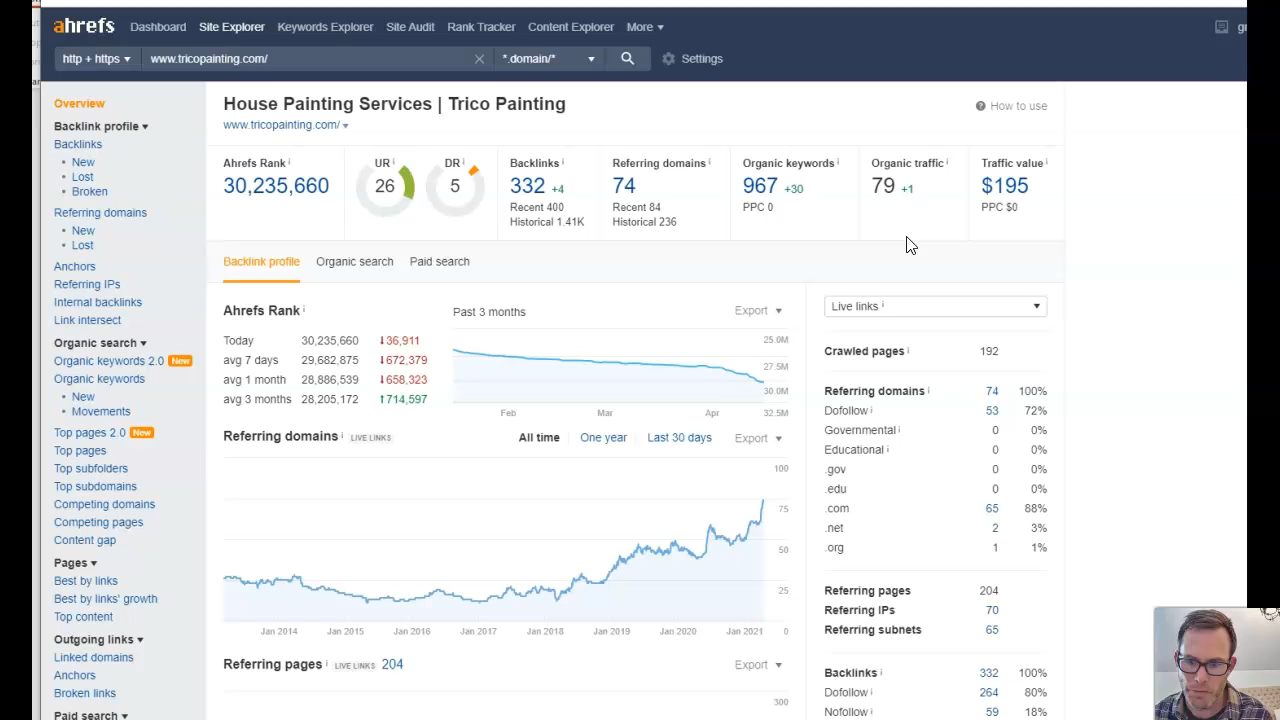 ahrefs Dashboard Site Explorer Keywords Explorer Site Audit Rank Tracker Content Explorer More
http + https www.tricopainting.com/ *.domain/* Settings
Overview
Backlink profile
Backlinks
New
Lost
Broken
Referring domains
New
Lost
Anchors
Referring IPs
Internal backlinks
Link intersect
Organic search
Organic keywords 2.0 New
Organic keywords
New
Movements
Top pages 2.0 New
Top pages
Top subfolders
Top subdomains
Competing domains
Competing pages
Content gap
Pages
Best by links
Best by links' growth
Top content
Outgoing links
Linked domains
Anchors
Broken links
Paid search
House Painting Services | Trico Painting
How to use
www.tricopainting.com/
Ahrefs Rank i
30,235,660
UR i
26
DR i
5
Backlinks i
332 +4
Recent 400
Historical 1.41K
Referring domains i
74
Recent 84
Historical 236
Organic keywords i
967 +30
PPC 0
Organic traffic i
79 +1
Traffic value i
$195
PPC $0
Backlink profile Organic search Paid search
Ahrefs Rank i
Past 3 months
Export
Today 30,235,660 ↓36,911
avg 7 days 29,682,875 ↓672,379
avg 1 month 28,886,539 ↓658,323
avg 3 months 28,205,172 ↑714,597
25.0M
27.5M
30.0M
32.5M
Feb Mar Apr
Referring domains i LIVE LINKS
All time One year Last 30 days Export
100
75
50
25
0
Jan 2014 Jan 2015 Jan 2016 Jan 2017 Jan 2018 Jan 2019 Jan 2020 Jan 2021
Referring pages i LIVE LINKS 204
Export
300
Live links i
Crawled pages i 192
Referring domains i 74 100%
Dofollow i 53 72%
Governmental i 0 0%
Educational i 0 0%
.gov 0 0%
.edu 0 0%
.com 65 88%
.net 2 3%
.org 1 1%
Referring pages 204
Referring IPs 70
Referring subnets 65
Backlinks i 332 100%
Dofollow i 264 80%
Nofollow i 59 18%